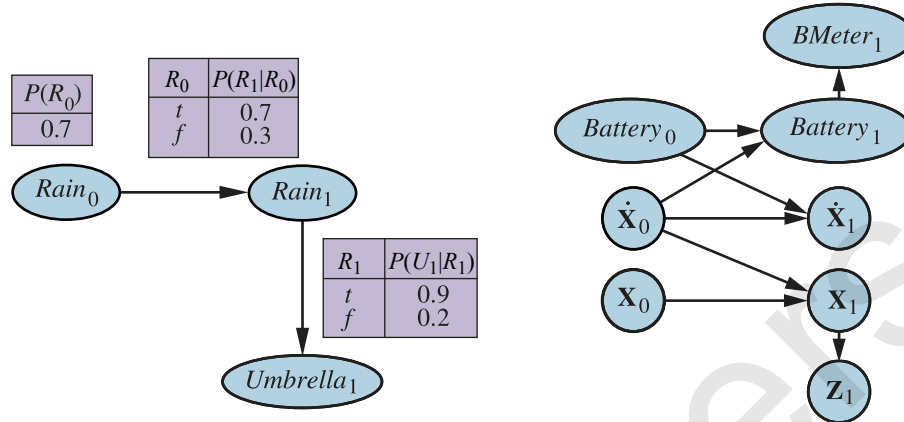 P(R₀)
0.7
R₀ P(R₁|R₀)
t 0.7
f 0.3
Rain₀
Rain₁
R₁ P(U₁|R₁)
t 0.9
f 0.2
Umbrella₁
BMeter₁
Battery₀
Battery₁
Ẋ₀
Ẋ₁
X₀
X₁
Z₁
ers